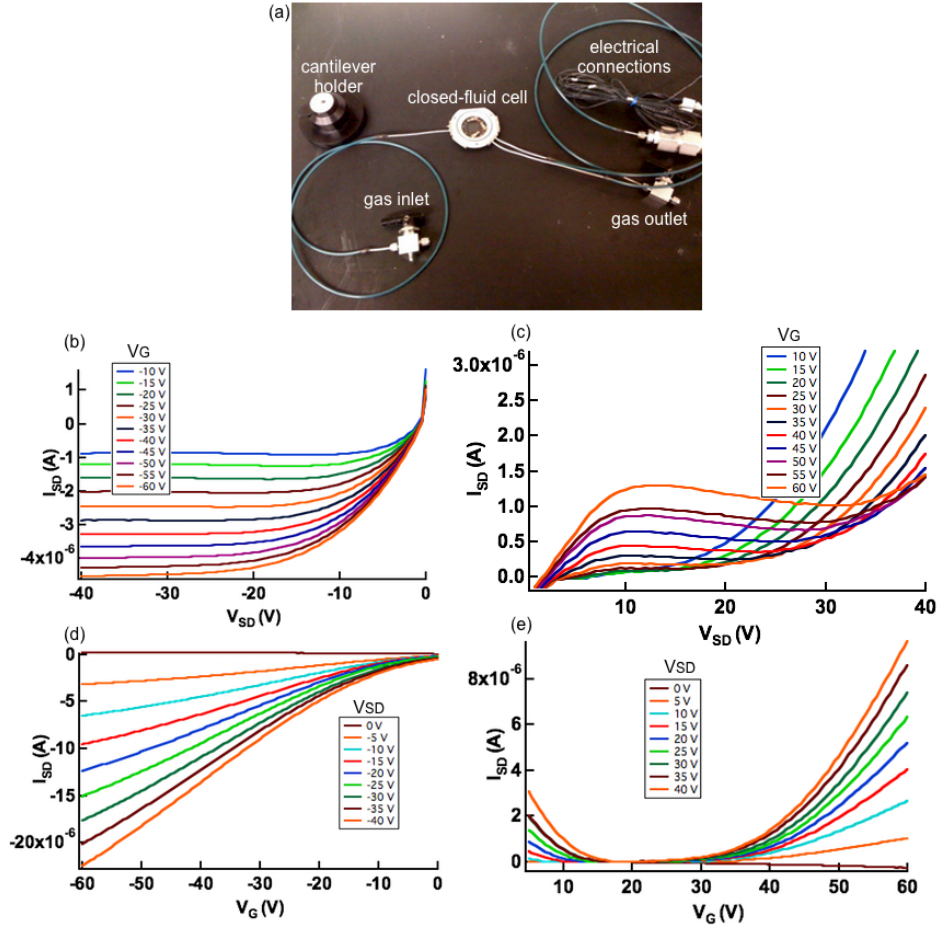 (a)
cantilever
holder
closed-fluid cell
electrical
connections
gas inlet
gas outlet
(b)
VG
-10 V
-15 V
-20 V
-25 V
-30 V
-35 V
-40 V
-45 V
-50 V
-55 V
-60 V
ISD (A)
1
0
-1
-2
-3
-4x10-6
-40
-30
-20
-10
0
VSD (V)
(c)
VG
10 V
15 V
20 V
25 V
30 V
35 V
40 V
45 V
50 V
55 V
60 V
ISD (A)
3.0x10-6
2.5
2.0
1.5
1.0
0.5
0.0
0
10
20
30
40
VSD (V)
(d)
VSD
0 V
-5 V
-10 V
-15 V
-20 V
-25 V
-30 V
-35 V
-40 V
ISD (A)
0
-5
-10
-15
-20x10-6
-60
-50
-40
-30
-20
-10
0
VG (V)
(e)
VSD
0 V
5 V
10 V
15 V
20 V
25 V
30 V
35 V
40 V
ISD (A)
8x10-6
6
4
2
0
10
20
30
40
50
60
VG (V)